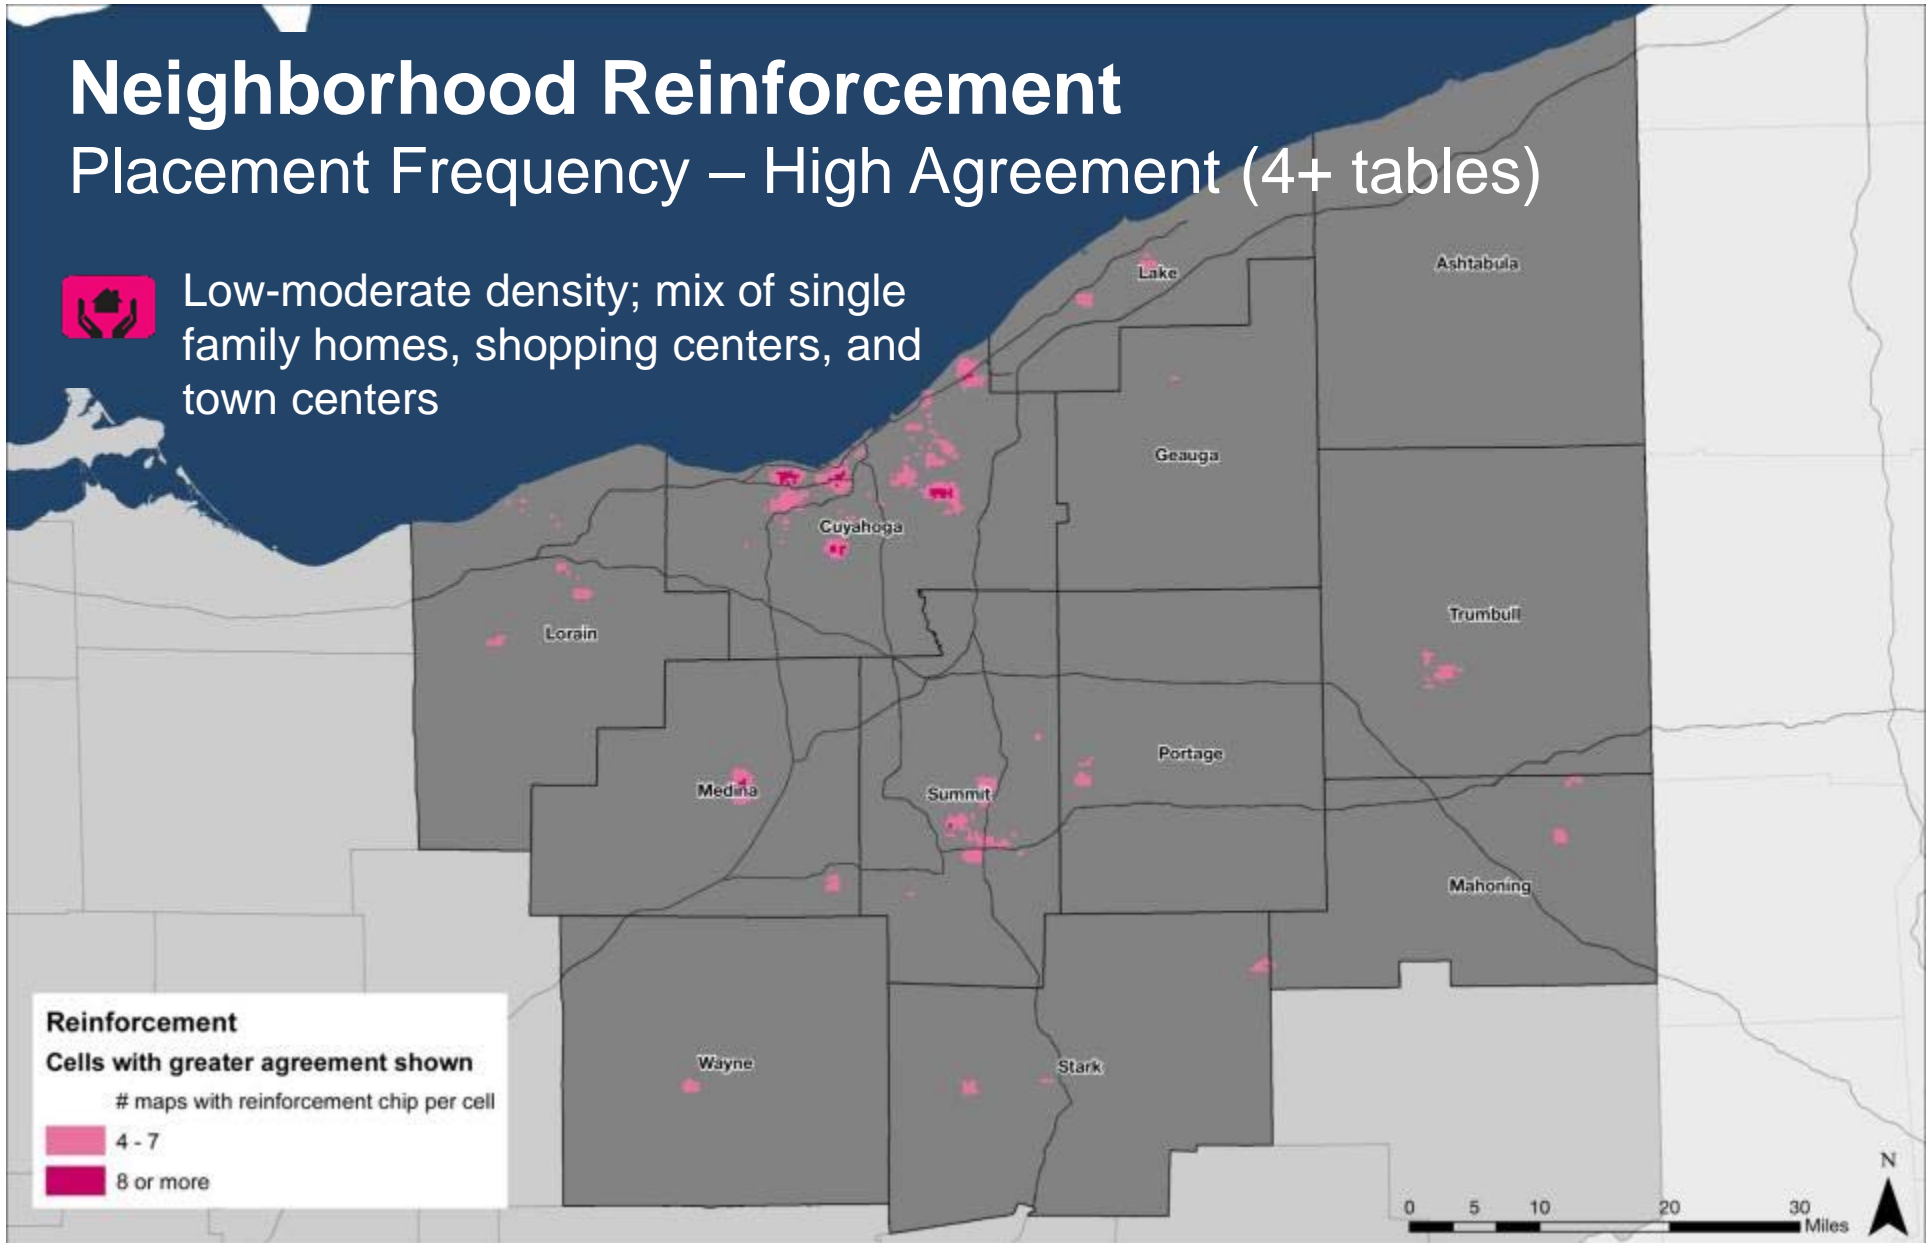 Neighborhood Reinforcement
Placement Frequency – High Agreement (4+ tables)
Low-moderate density; mix of single
family homes, shopping centers, and
town centers
Lake
Ashtabula
Geauga
Cuyahoga
Trumbull
Lorain
Portage
Medina
Summit
Mahoning
Wayne
Stark
Reinforcement
Cells with greater agreement shown
# maps with reinforcement chip per cell
4 - 7
8 or more
N
0 5 10 20 30
Miles